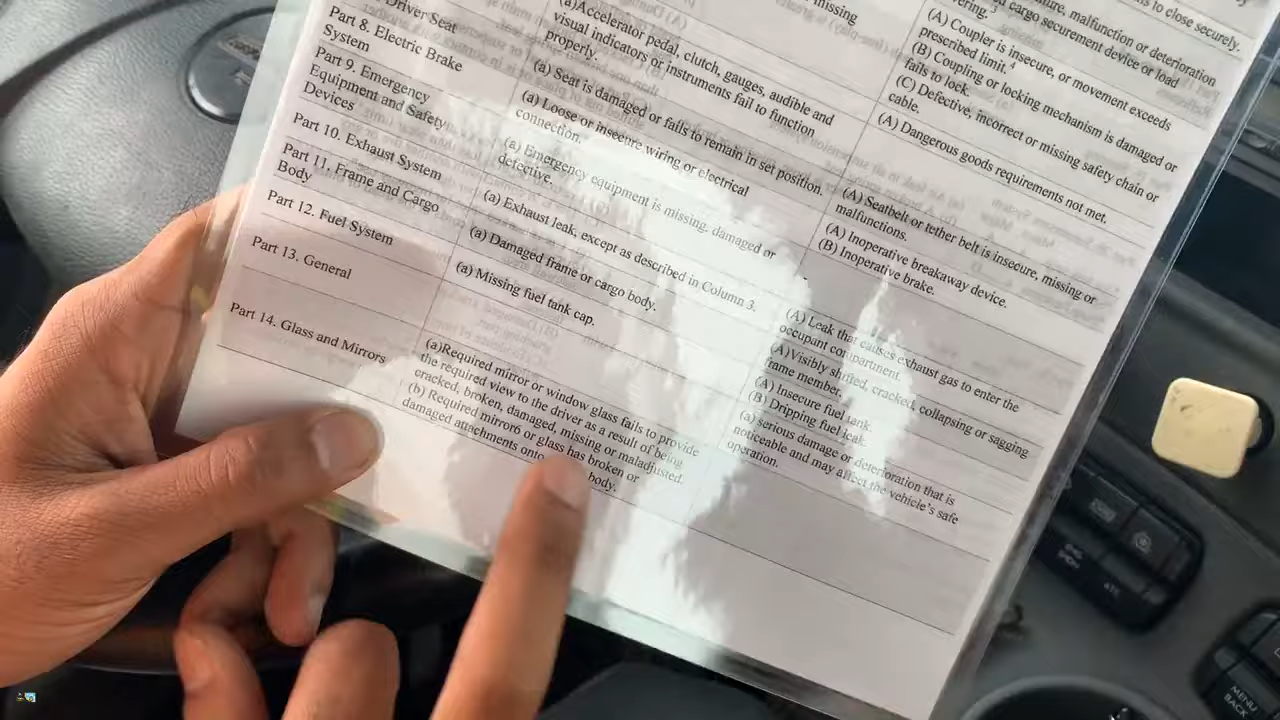 missing
to close securely.
malfunction or deterioration
cargo securement device or load
Driver Seat
(a)Accelerator pedal, clutch, gauges, audible and
visual indicators or instruments fail to function
properly.
(A) Coupler is insecure, or movement exceeds
prescribed limit.4
(B) Coupling or locking mechanism is damaged or
fails to lock.
(C) Defective, incorrect or missing safety chain or
cable.
Part 8. Electric Brake
System
(a) Seat is damaged or fails to remain in set position.
(A) Dangerous goods requirements not met.
Part 9. Emergency
Equipment and Safety
Devices
(a) Loose or insecure wiring or electrical
connection.
(A) Seatbelt or tether belt is insecure, missing or
malfunctions.
Part 10. Exhaust System
(a) Emergency equipment is missing, damaged or
defective.
(A) Inoperative breakaway device.
(B) Inoperative brake.
Part 11. Frame and Cargo
Body
(a) Exhaust leak, except as described in Column 3.
Part 12. Fuel System
(a) Damaged frame or cargo body.
(A) Leak that causes exhaust gas to enter the
occupant compartment.
Part 13. General
(a) Missing fuel tank cap.
(A)Visibly shifted, cracked, collapsing or sagging
fame member.
(A) Insecure fuel tank
(B) Dripping fuel leak.
(a) serious damage or deterioration that is
noticeable and may affect the vehicle's safe
operation.
Part 14. Glass and Mirrors
(a)Required mirror or window glass fails to provide
the required view to the driver as a result of being
cracked, broken, damaged, missing or maladjusted.
(b) Required mirrors or glass has broken or
damaged attachments onto body.
MENU
BACK